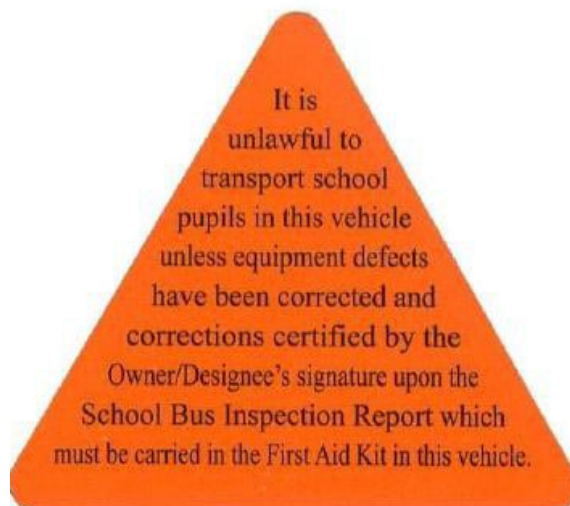 It is
unlawful to
transport school
pupils in this vehicle
unless equipment defects
have been corrected and
corrections certified by the
Owner/Designee's signature upon the
School Bus Inspection Report which
must be carried in the First Aid Kit in this vehicle.